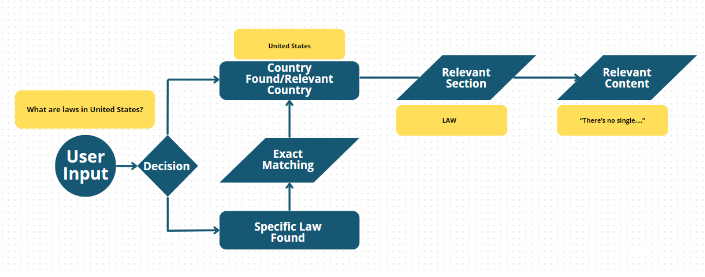 United States
Country
Found/Relevant
Country
Relevant
Section
Relevant
Content
What are laws in United States?
LAW
"There's no single...."
User
Input
Decision
Exact
Matching
Specific Law
Found